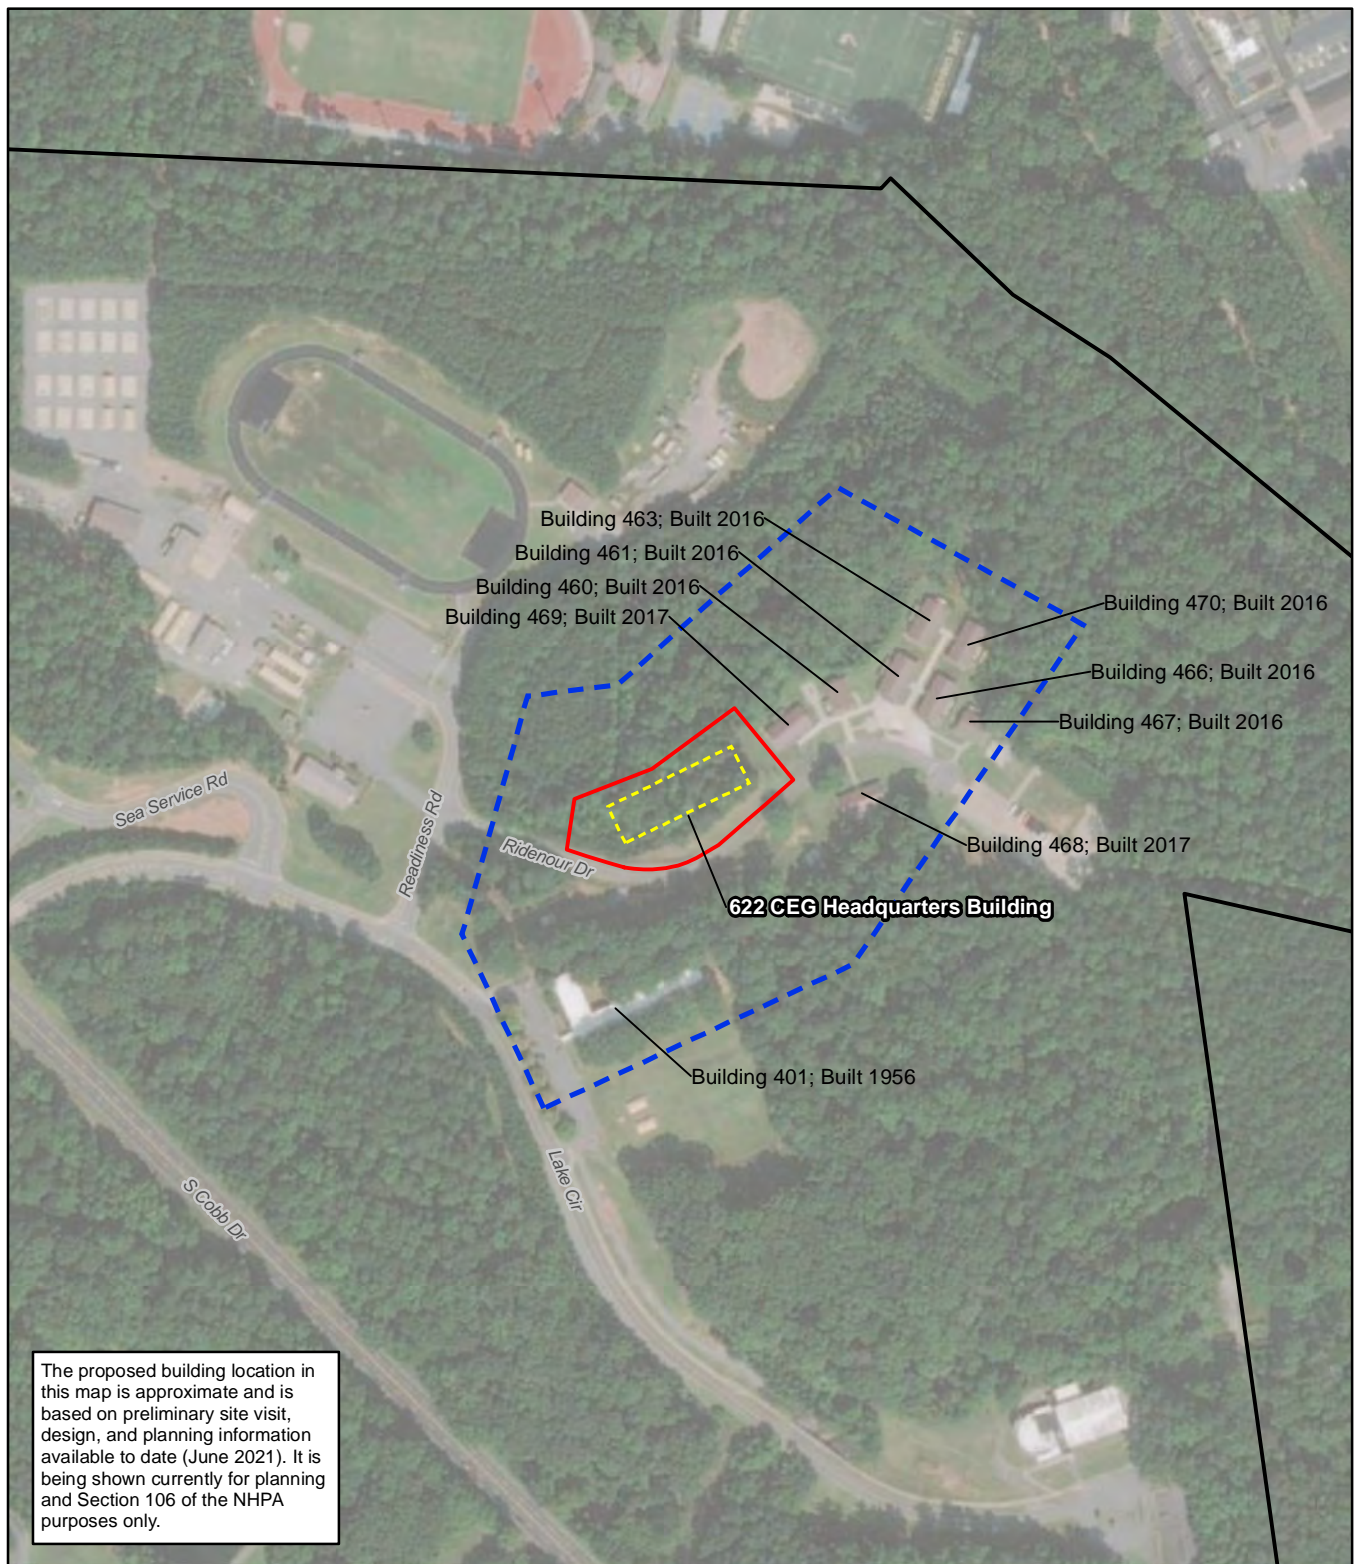 Building 463; Built 2016
Building 461; Built 2016
Building 460; Built 2016
Building 469; Built 2017
Building 470; Built 2016
Building 466; Built 2016
Building 467; Built 2016
Building 468; Built 2017
Sea Service Rd
Readiness Rd
Ridenour Dr
622 CEG Headquarters Building
Building 401; Built 1956
Lake Cir
S Cobb Dr
The proposed building location in
this map is approximate and is
based on preliminary site visit,
design, and planning information
available to date (June 2021). It is
being shown currently for planning
and Section 106 of the NHPA
purposes only.